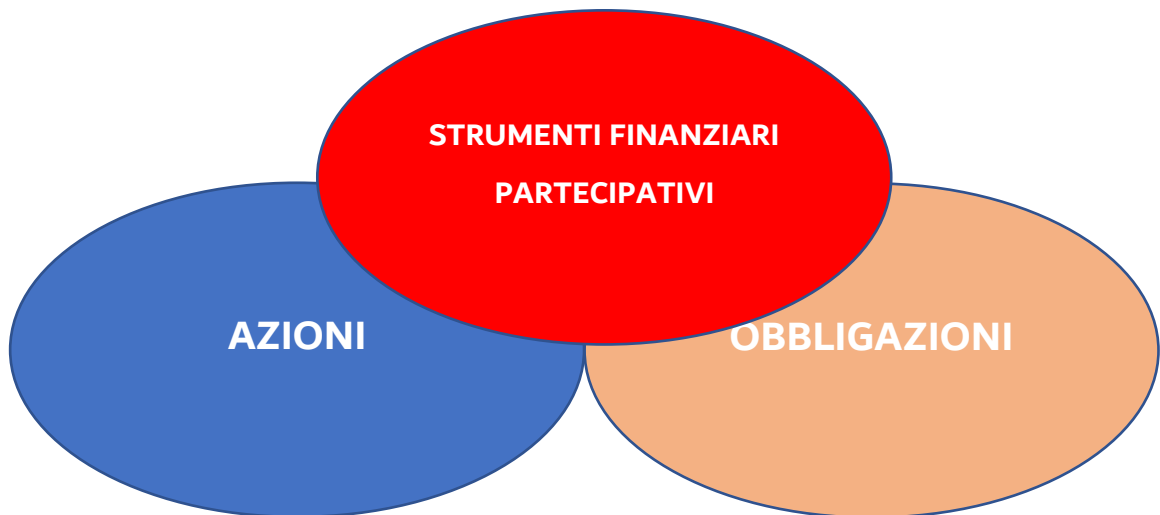 STRUMENTI FINANZIARI
PARTECIPATIVI
AZIONI
OBBLIGAZIONI